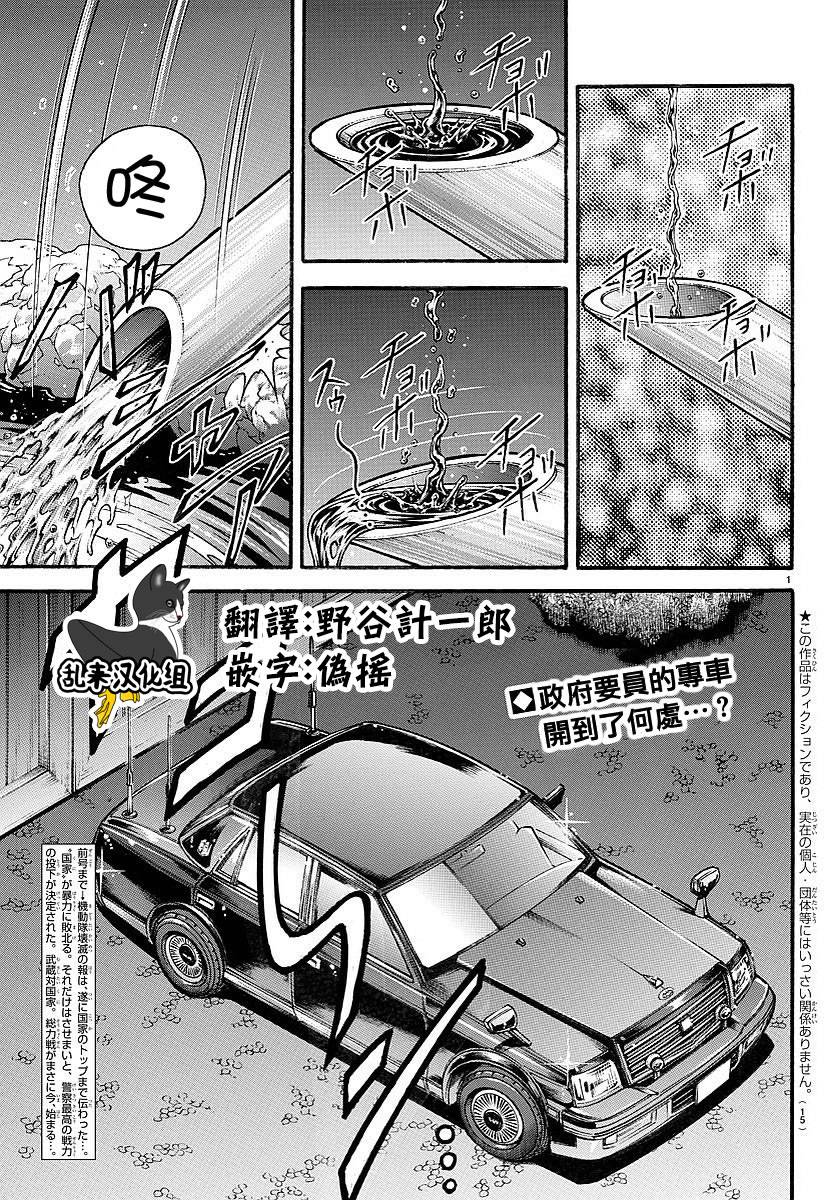 チョボ
チョボ
チョボ
チョボ
チョボ
チョボ
チョボ
チョボ
スゥー
咚
バシャ
1
★この作品はフィクションであり、実在の個人・団体等にはいっさい関係ありません。
(15)
翻譯:野谷計一郎
嵌字:偽摇
乱来汉化组
◆政府要員的專車
開到了何處…？
前号まで→機動隊壊滅の報は、遂に国家のトップまで伝わった…。
"国家"が暴力に敗北る。それだけはさせまいと、警察最高の戦力
の投下が決定された。武蔵対国家。総力戦がまさに今、始まる…。